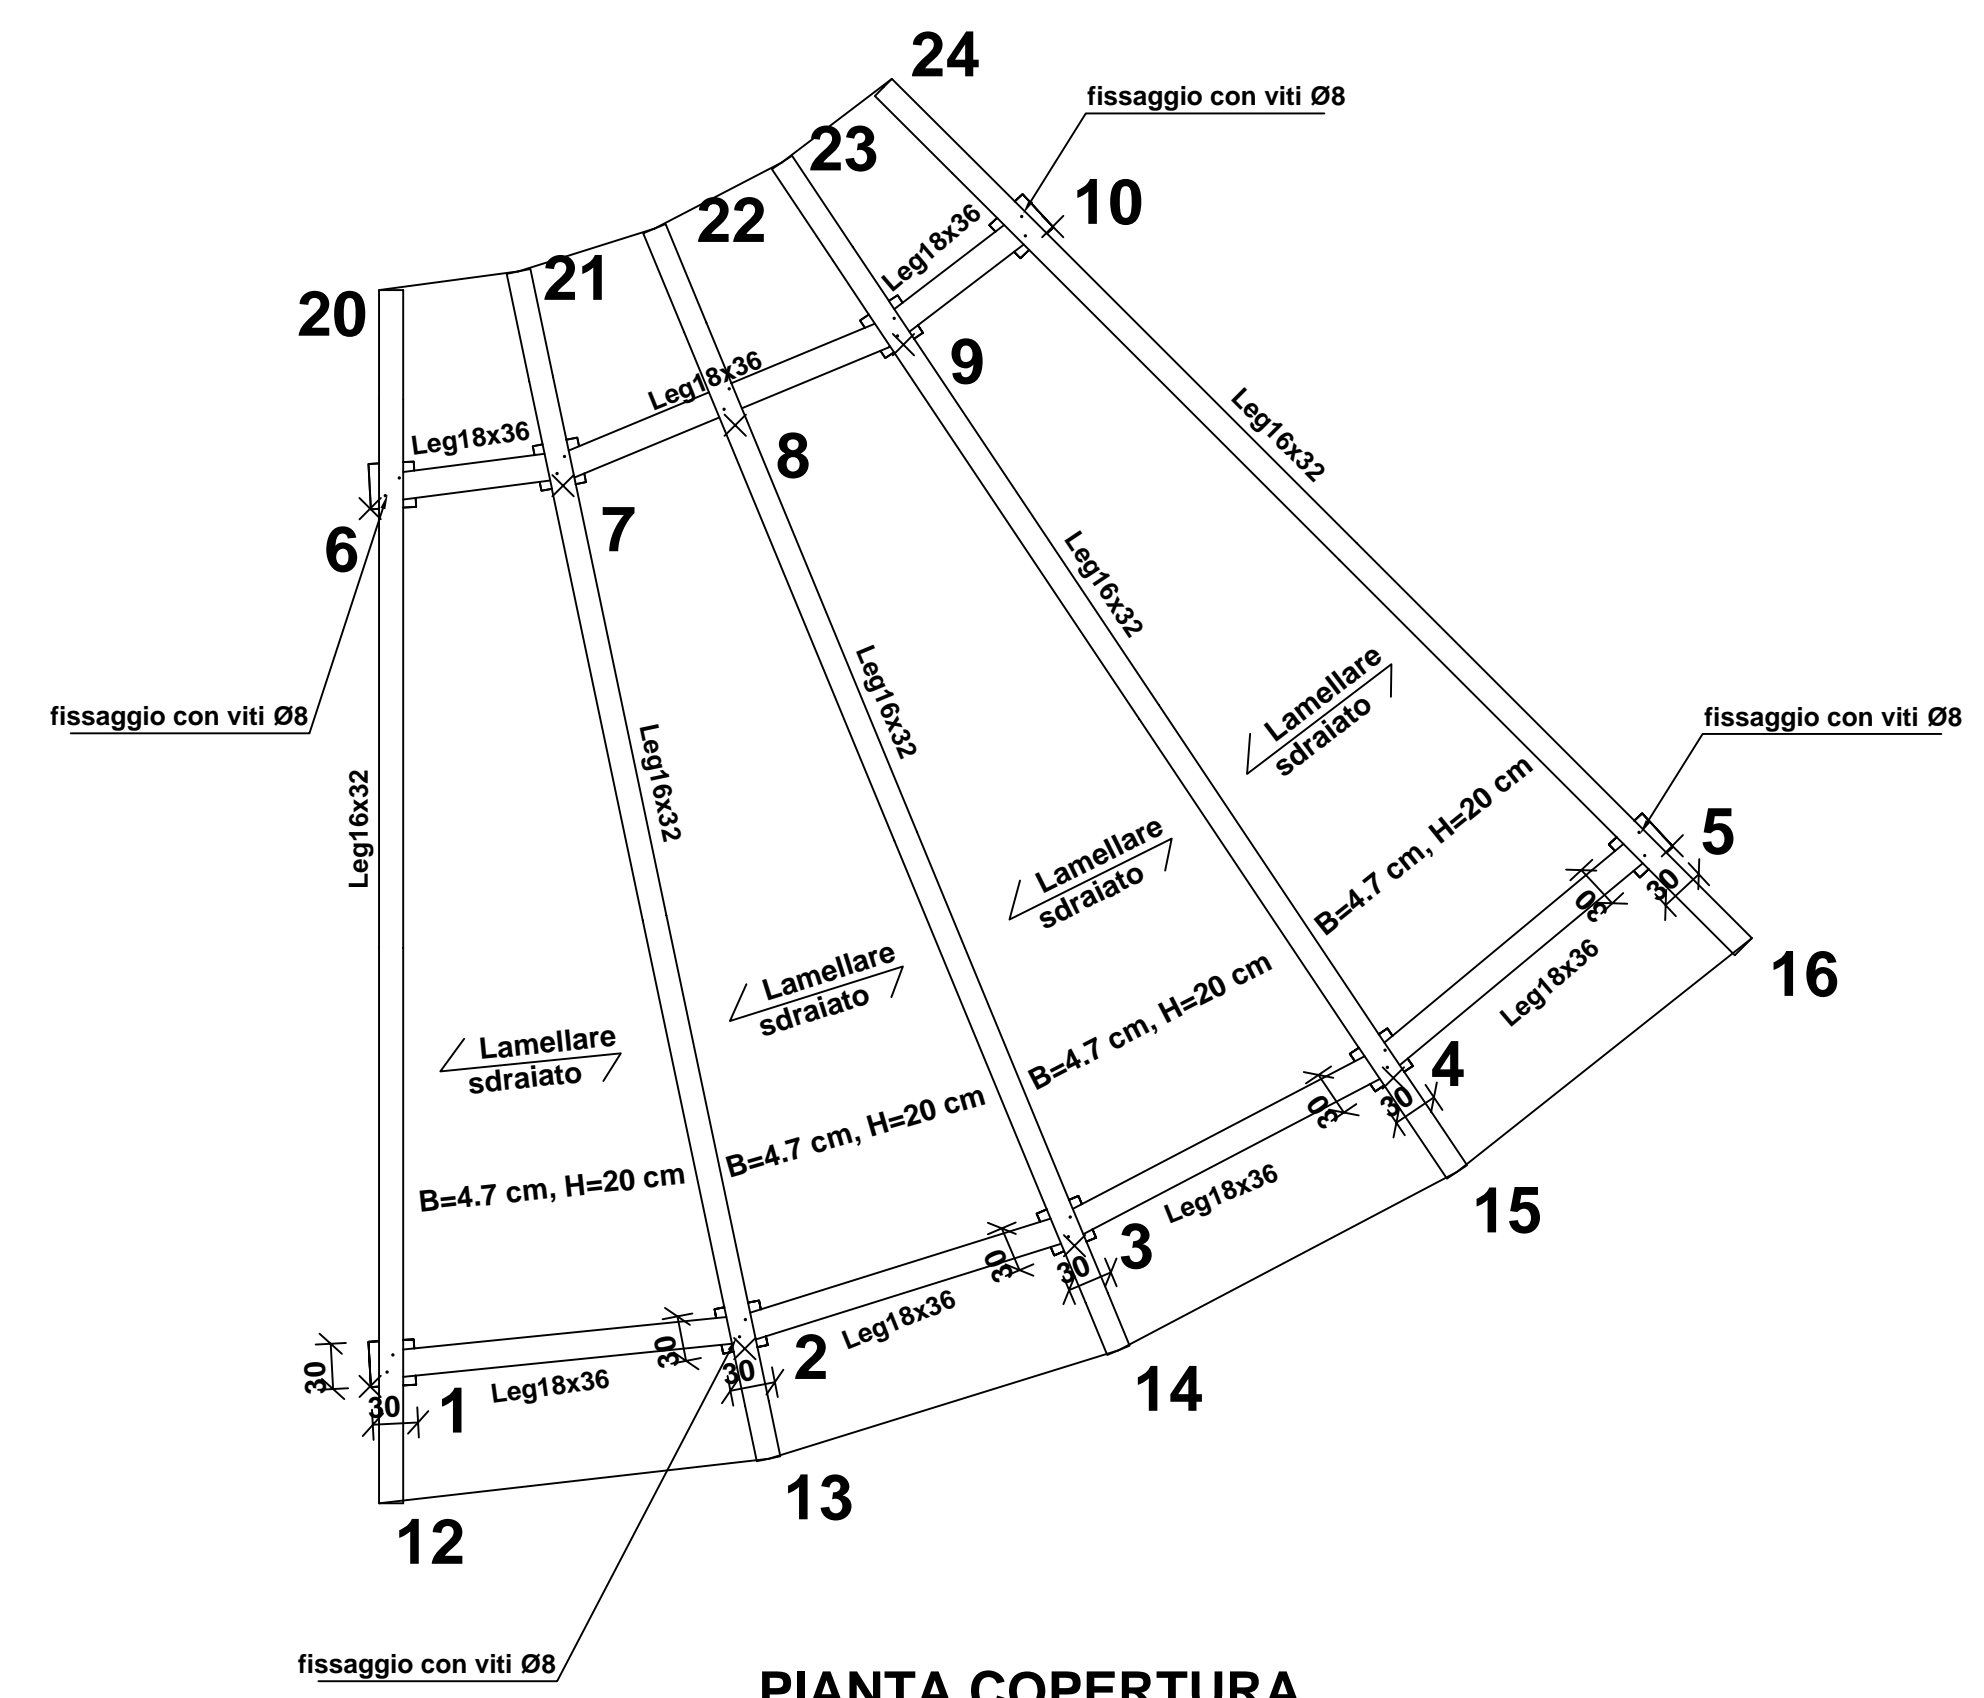 24
fissaggio con viti Ø8
23
10
22
Leg18x36
21
20
9
Leg18x36
Leg18x36
8
Leg16x32
7
6
Leg16x32
Leg16x32
Lamellare
sdraiato
fissaggio con viti Ø8
fissaggio con viti Ø8
Leg16x32
Leg16x32
5
B=4.7 cm, H=20 cm
Lamellare
sdraiato
30
30
Leg18x36
16
Lamellare
sdraiato
B=4.7 cm, H=20 cm
Lamellare
sdraiato
4
30
30
B=4.7 cm, H=20 cm
B=4.7 cm, H=20 cm
Leg18x36
15
3
30
30
Leg18x36
2
30
30
14
30
30
1
Leg18x36
13
12
fissaggio con viti Ø8
PIANTA COPERTURA